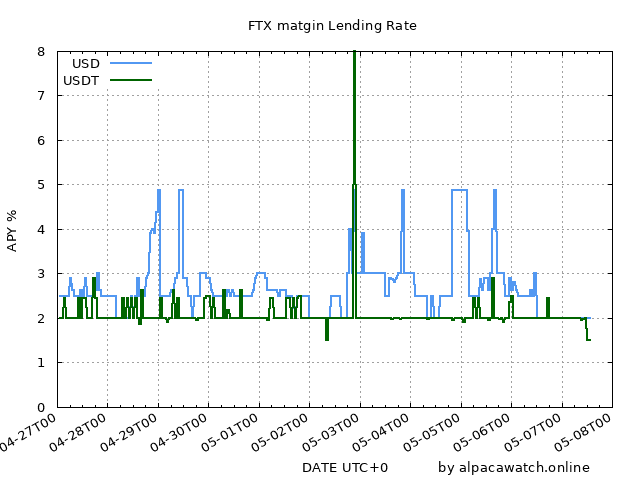 FTX matgin Lending Rate
USD
USDT
8
7
6
5
4
3
2
1
0
APY %
04-27T00
04-28T00
04-29T00
04-30T00
05-01T00
05-02T00
05-03T00
05-04T00
05-05T00
05-06T00
05-07T00
05-08T00
DATE UTC+0
by alpacawatch.online